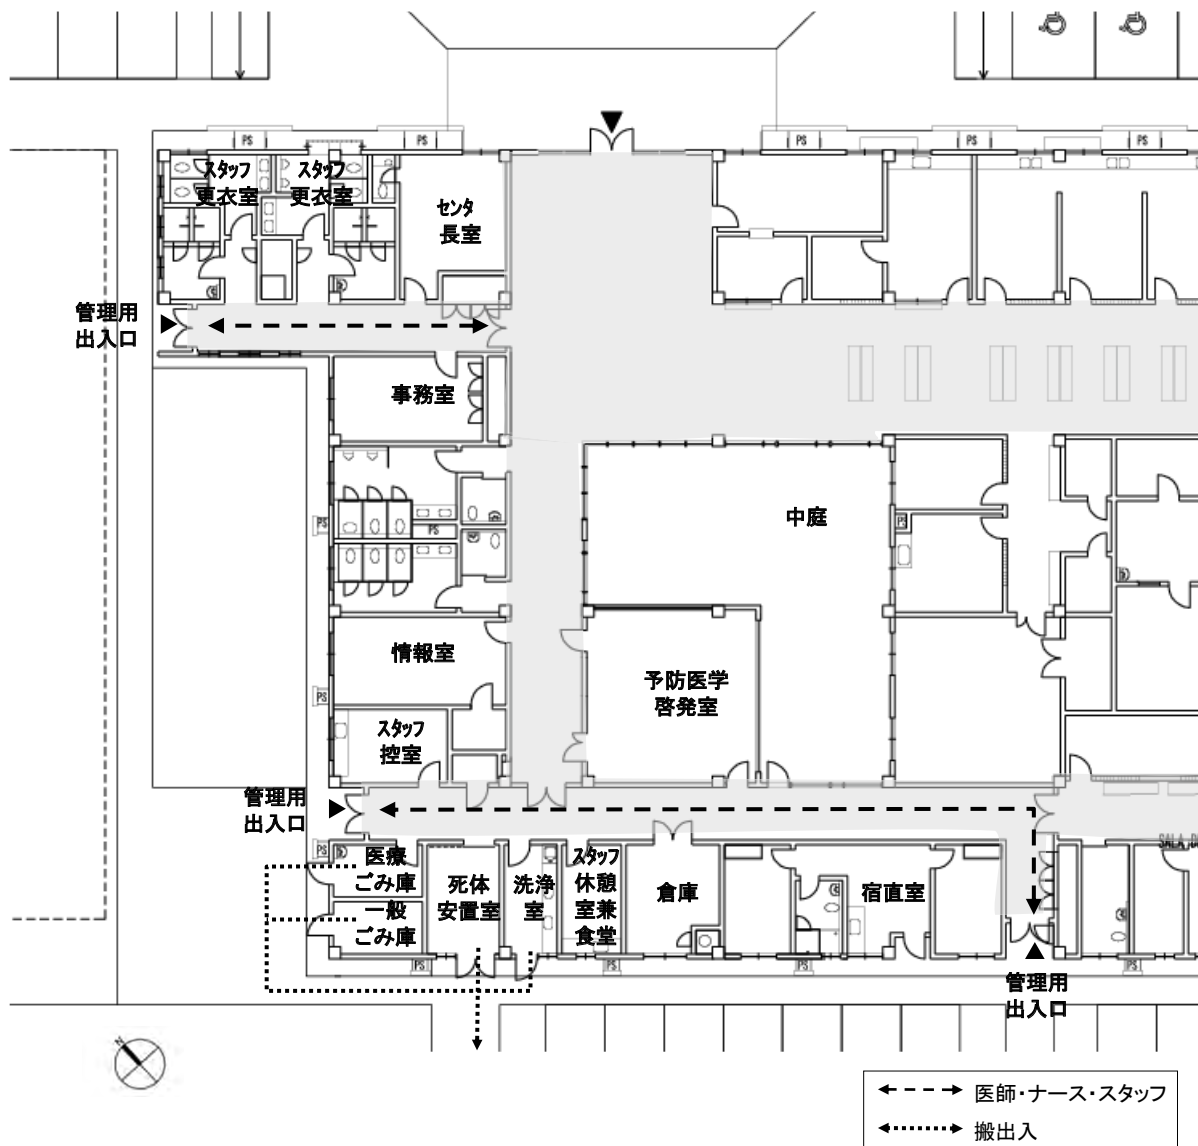 PS
PS
PS
PS
PS
スタッフ
更衣室
スタッフ
更衣室
センタ
長室
管理用
出入口
事務室
中庭
PS
PS
PS
情報室
予防医学
啓発室
PS
スタッフ
控室
管理用
出入口
PS
医療
ごみ庫
一般
ごみ庫
死体
安置室
洗浄
室
スタッフ
休憩
室兼
食堂
倉庫
宿直室
PS
PS
PS
PS
管理用
出入口
N
医師・ナース・スタッフ
搬出入